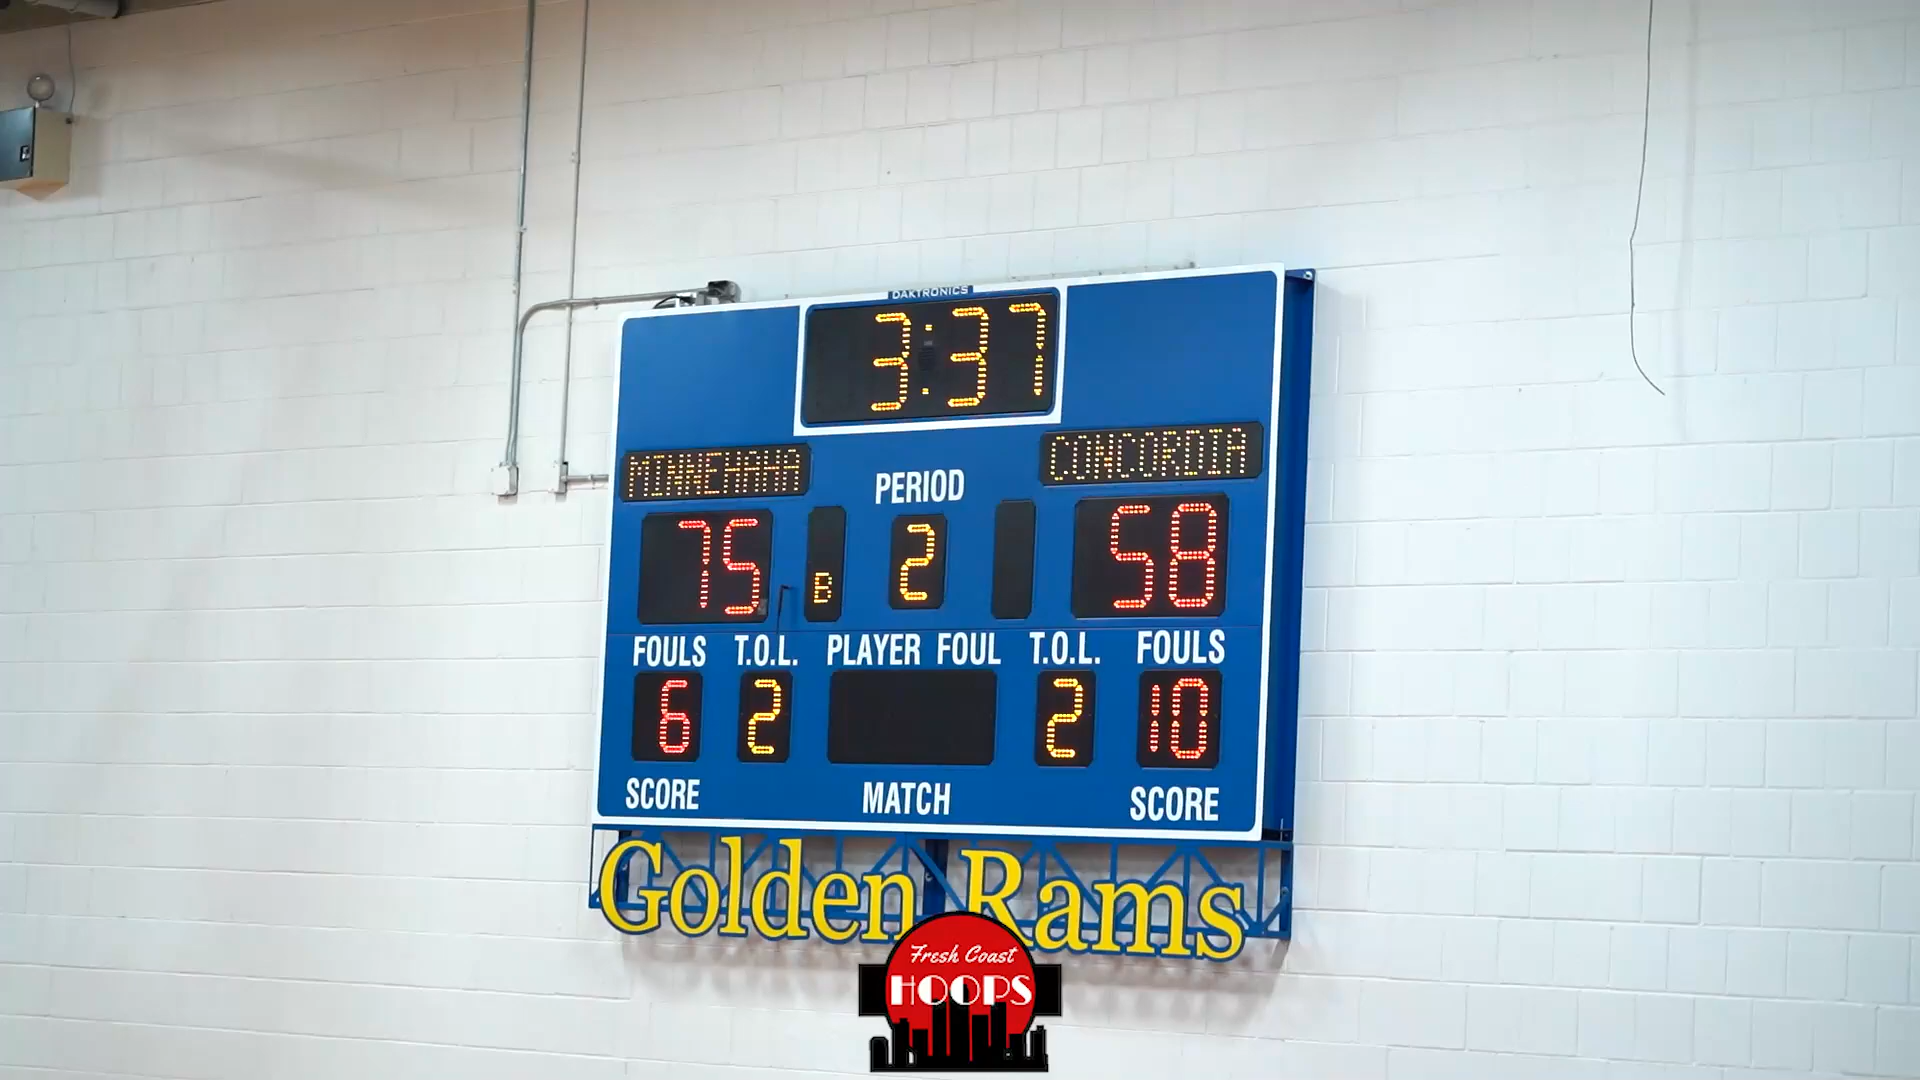 DAKTRONICS
3:37
MINNEHAHA
CONCORDIA
PERIOD
75 B 2 58
FOULS T.O.L. PLAYER FOUL T.O.L. FOULS
6 2 2 10
SCORE MATCH SCORE
Golden Rams
Fresh Coast
HOOPS